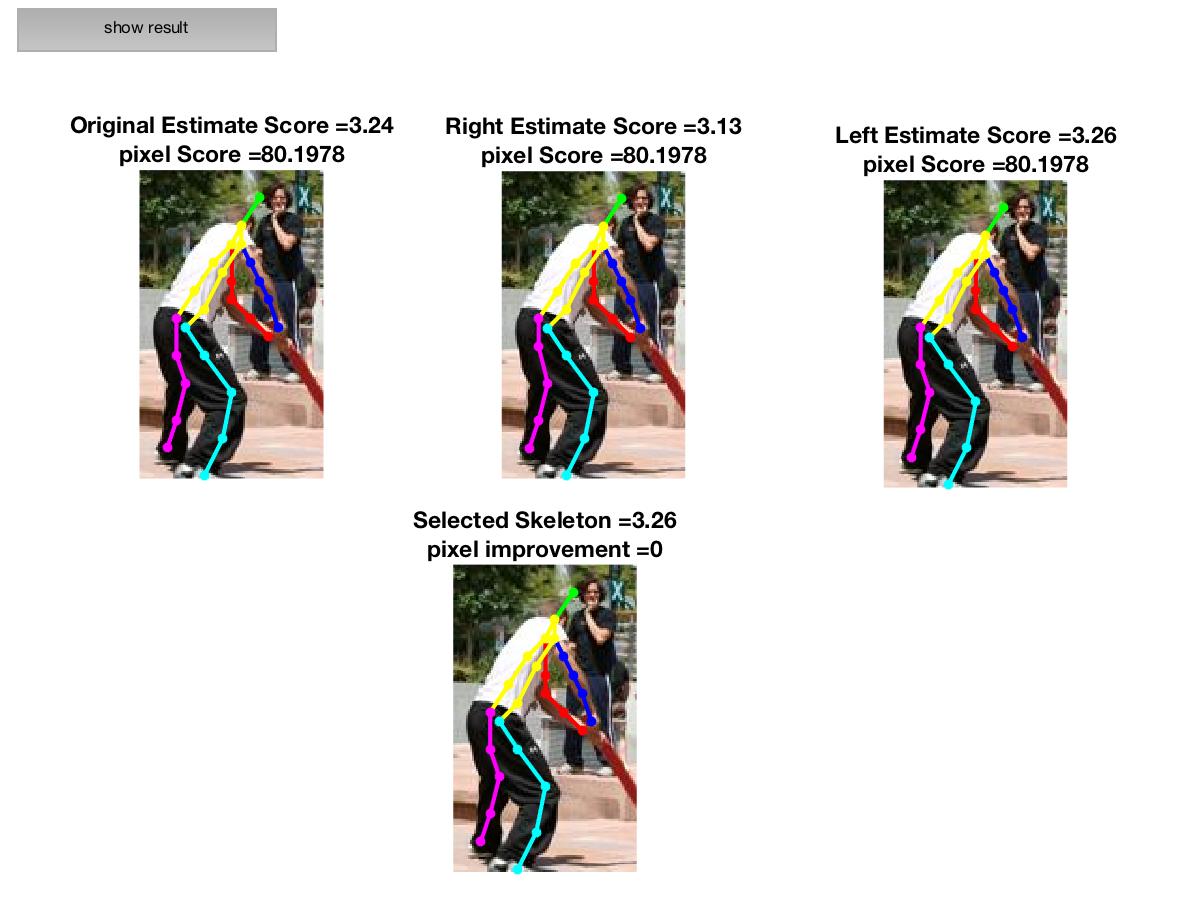 show result
Original Estimate Score =3.24
pixel Score =80.1978
Right Estimate Score =3.13
pixel Score =80.1978
Left Estimate Score =3.26
pixel Score =80.1978
Selected Skeleton =3.26
pixel improvement =0